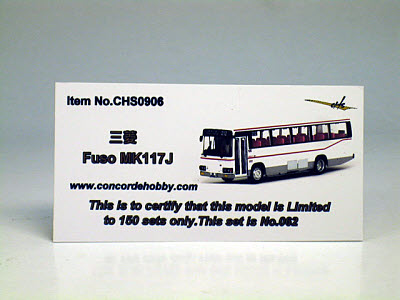 Item No.CHS0906
三菱
Fuso MK117J
www.concordehobby.com
This is to certify that this model is Limited
to 150 sets only.This set is No.062